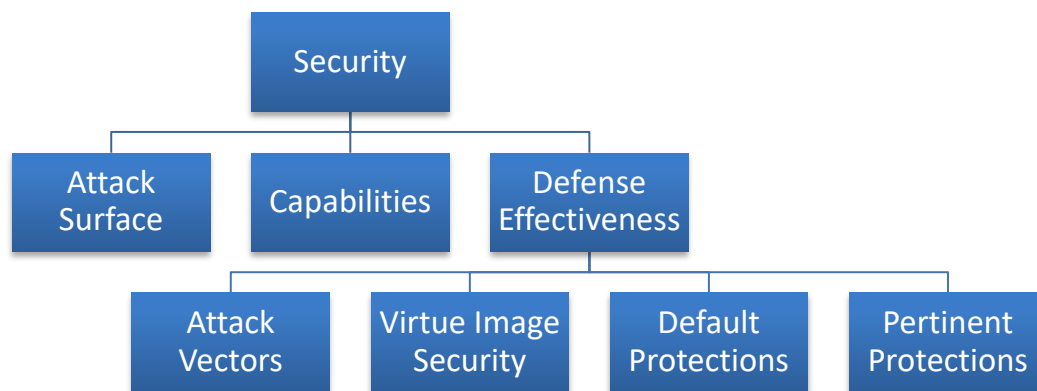 Security
Attack
Surface
Capabilities
Defense
Effectiveness
Attack
Vectors
Virtue Image
Security
Default
Protections
Pertinent
Protections